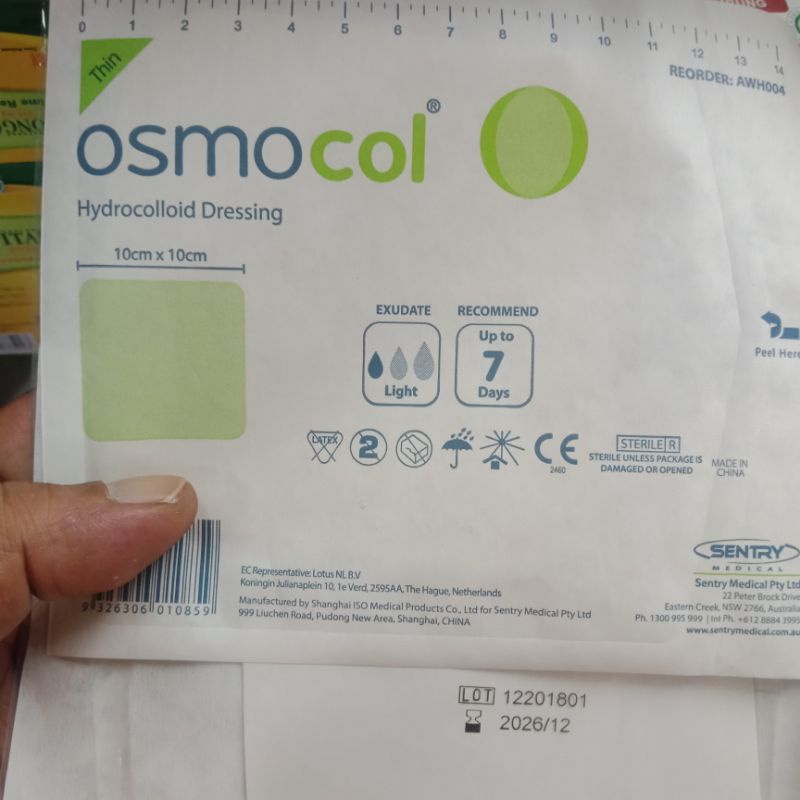 0 1 2 3 4 5 6 7 8 9 10 11 12 13 14
REORDER: AWH004
Thin
osmocol®
Hydrocolloid Dressing
10cm x 10cm
EXUDATE
Light
RECOMMEND
Up to
7
Days
Peel Here
LATEX
2
CE
2460
STERILE R
STERILE UNLESS PACKAGE IS
DAMAGED OR OPENED
MADE IN
CHINA
SENTRY
MEDICAL
Sentry Medical Pty Ltd
22 Peter Brock Drive
Eastern Creek, NSW 2766, Australia
Ph. 1300 995 999 | Int Ph. +612 8884 3995
www.sentrymedical.com.au
EC Representative: Lotus NL B.V
Koningin Julianaplein 10, 1e Verd, 2595AA, The Hague, Netherlands
Manufactured by Shanghai ISO Medical Products Co., Ltd for Sentry Medical Pty Ltd
999 Liuchen Road, Pudong New Area, Shanghai, CHINA
9 326306 010859
LOT 12201801
2026/12